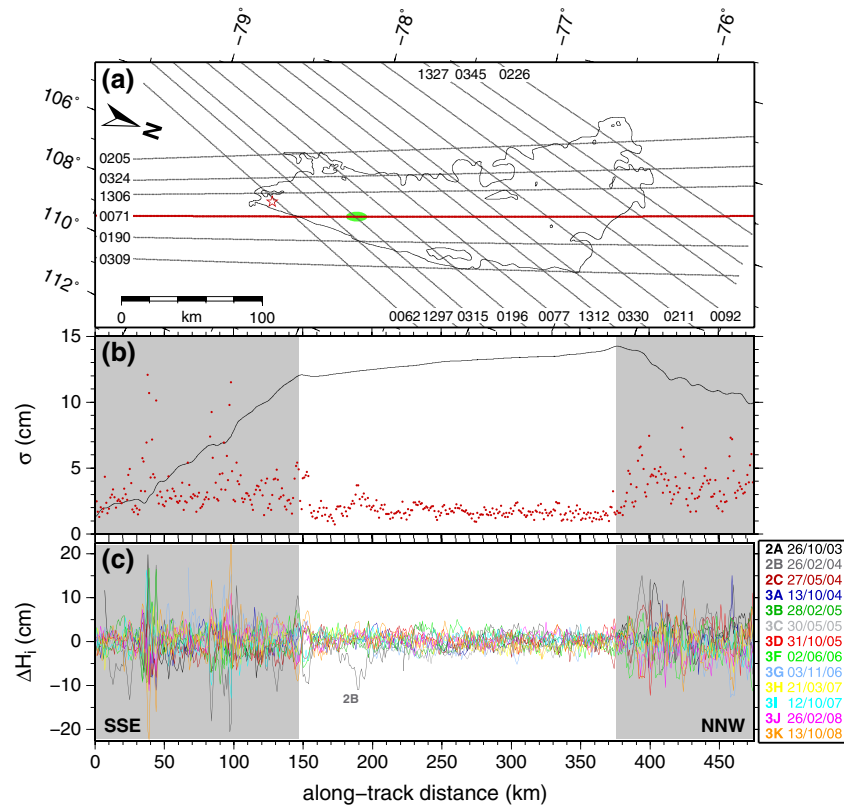 −79° −78° −77° −76°
(a)
1327 0345 0226
106°
108°
110°
112°
N
0205
0324
1306
0071
0190
0309
0 100
km
0062 1297 0315 0196 0077 1312 0330 0211 0092
(b)
15
10
5
0
σ (cm)
(c)
20
10
0
−10
−20
ΔHi (cm)
2B
SSE
NNW
0 50 100 150 200 250 300 350 400 450
along−track distance (km)
2A 26/10/03
2B 26/02/04
2C 27/05/04
3A 13/10/04
3B 28/02/05
3C 30/05/05
3D 31/10/05
3F 02/06/06
3G 03/11/06
3H 21/03/07
3I 12/10/07
3J 26/02/08
3K 13/10/08